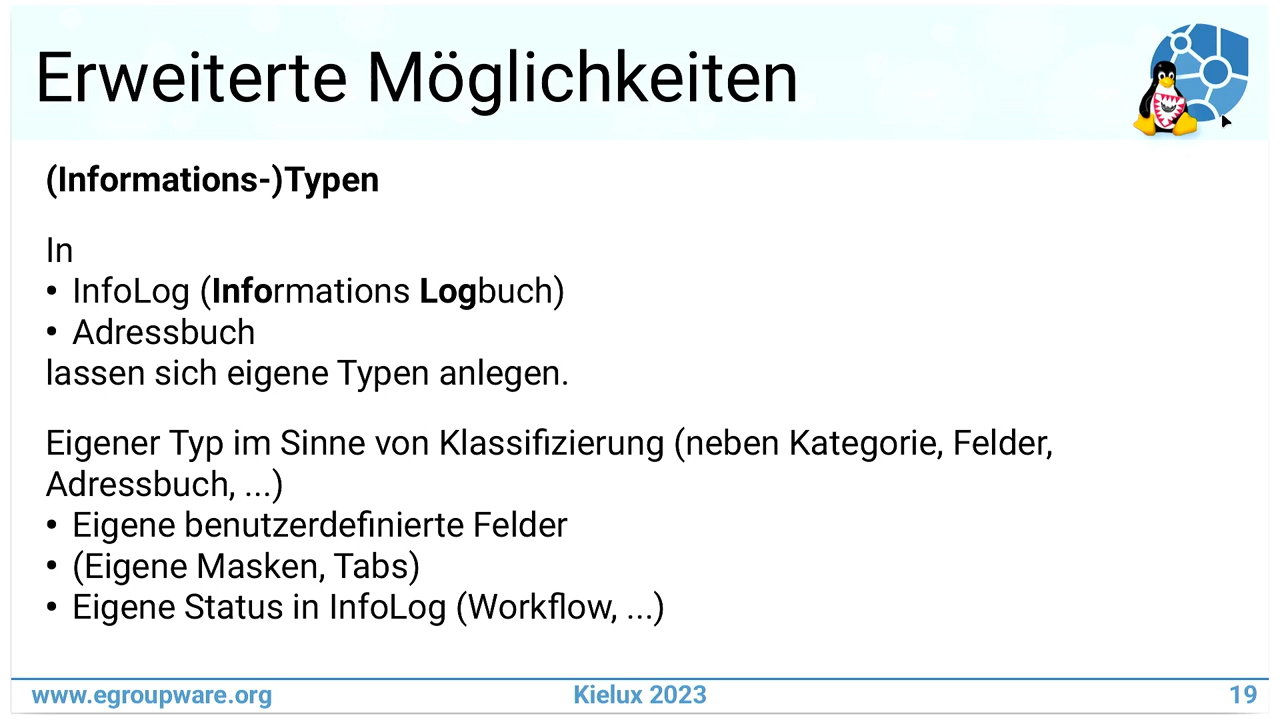 Erweiterte Möglichkeiten
(Informations-)Typen
In
• InfoLog (Informations Logbuch)
• Adressbuch
lassen sich eigene Typen anlegen.
Eigener Typ im Sinne von Klassifizierung (neben Kategorie, Felder,
Adressbuch, ...)
• Eigene benutzerdefinierte Felder
• (Eigene Masken, Tabs)
• Eigene Status in InfoLog (Workflow, ...)
www.egroupware.org Kielux 2023 19